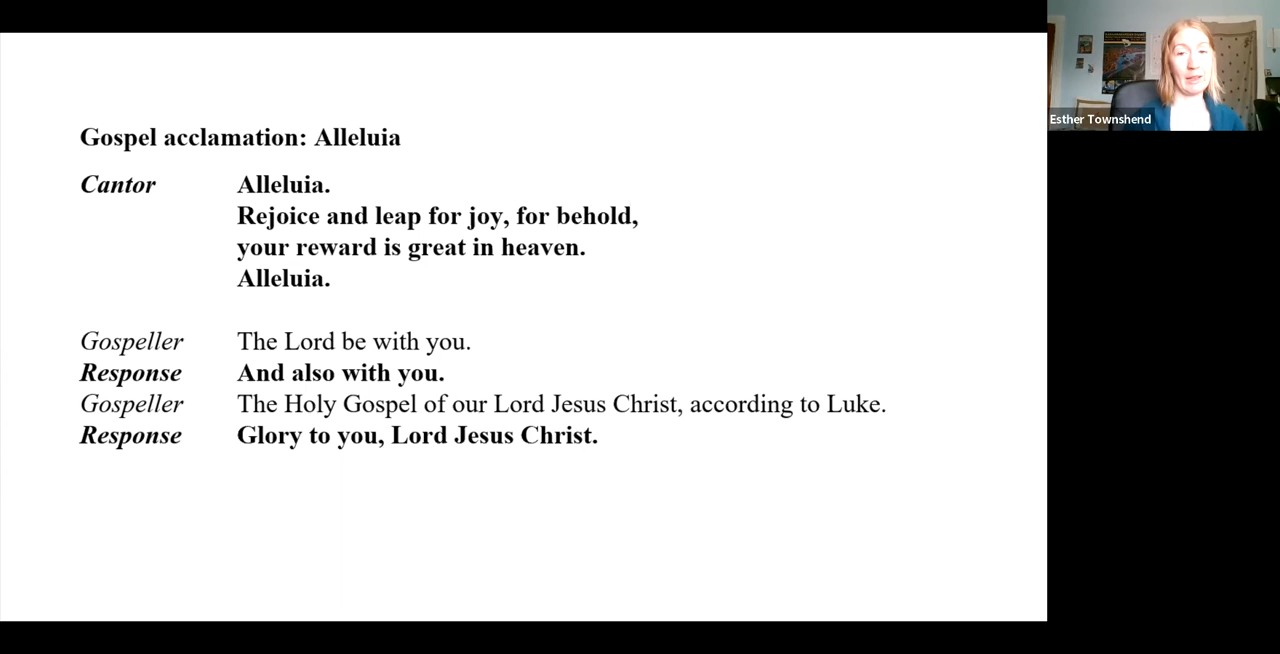 Gospel acclamation: Alleluia
Cantor Alleluia.
Rejoice and leap for joy, for behold,
your reward is great in heaven.
Alleluia.
Gospeller The Lord be with you.
Response And also with you.
Gospeller The Holy Gospel of our Lord Jesus Christ, according to Luke.
Response Glory to you, Lord Jesus Christ.
Esther Townshend